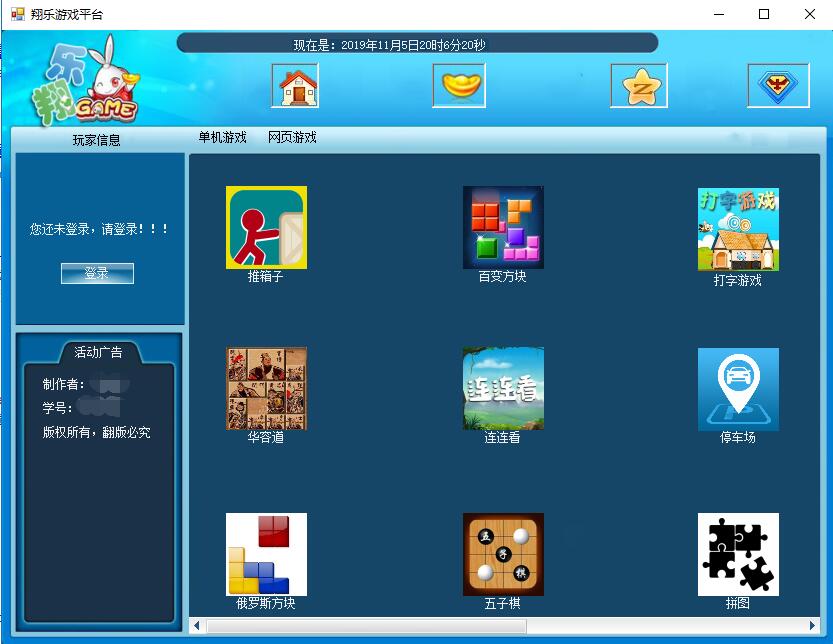 翔乐游戏平台
现在是：2019年11月5日20时6分20秒
乐翔
GAME
Z
玩家信息
单机游戏 网页游戏
您还未登录，请登录！！！
登录
打字游戏
推箱子
百变方块
打字游戏
活动广告
制作者：
学号：
版权所有，翻版必究
连连看
华容道
连连看
停车场
P
五子棋
俄罗斯方块
五子棋
拼图